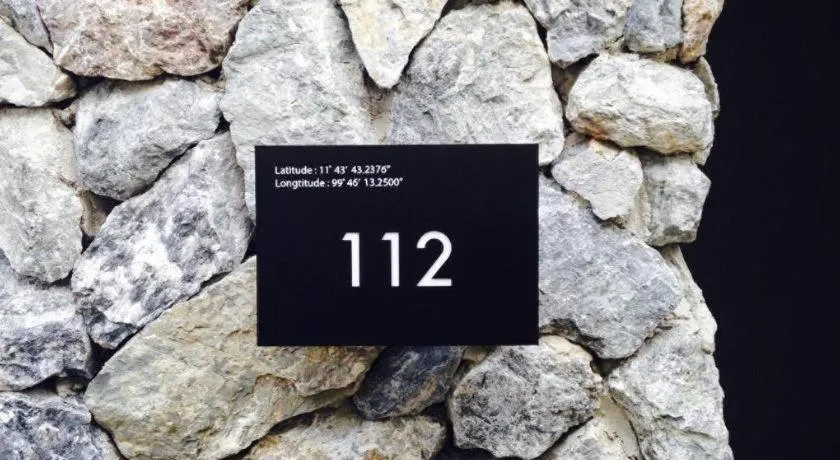 Latitude : 11° 43' 43.2376"
Longtitude : 99° 46' 13.2500"
112